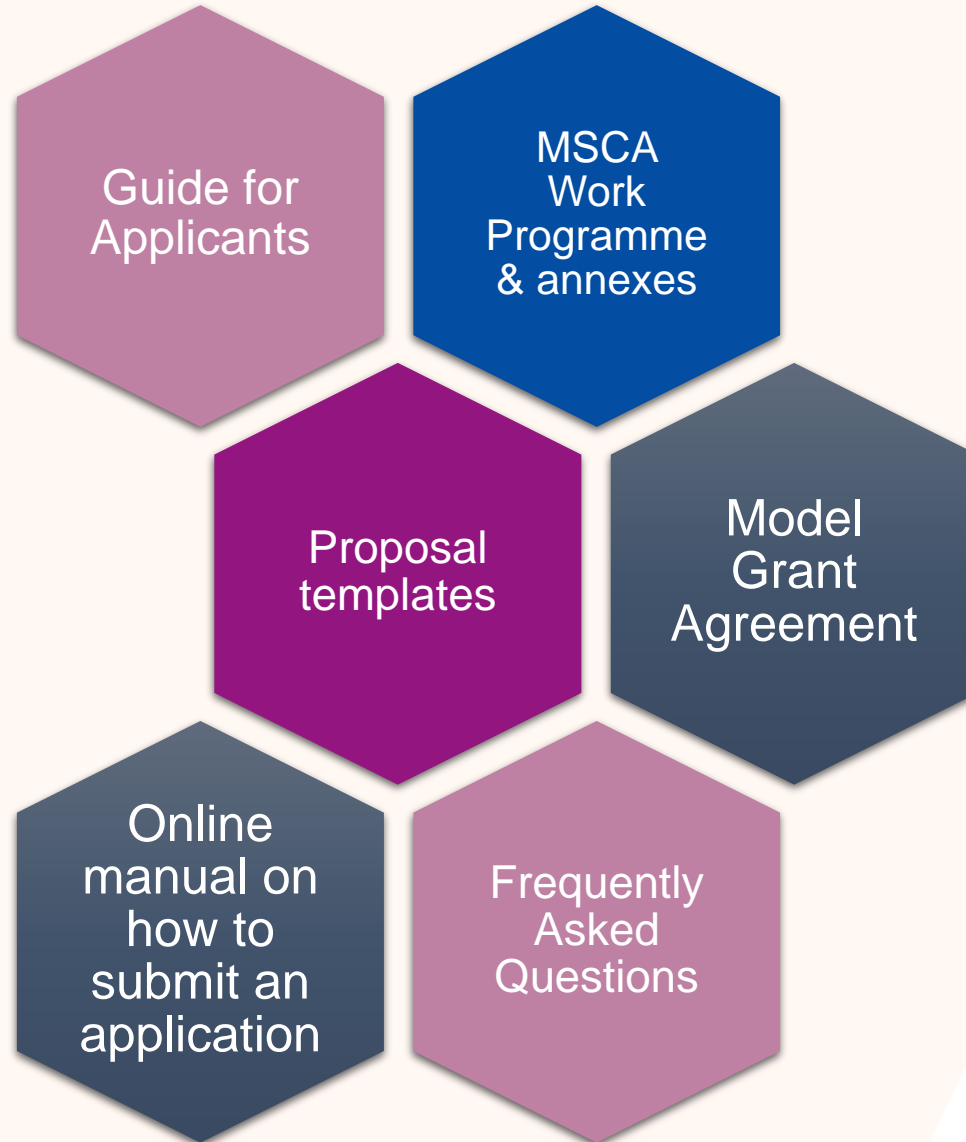 Guide for
Applicants
MSCA
Work
Programme
& annexes
Proposal
templates
Model
Grant
Agreement
Online
manual on
how to
submit an
application
Frequently
Asked
Questions